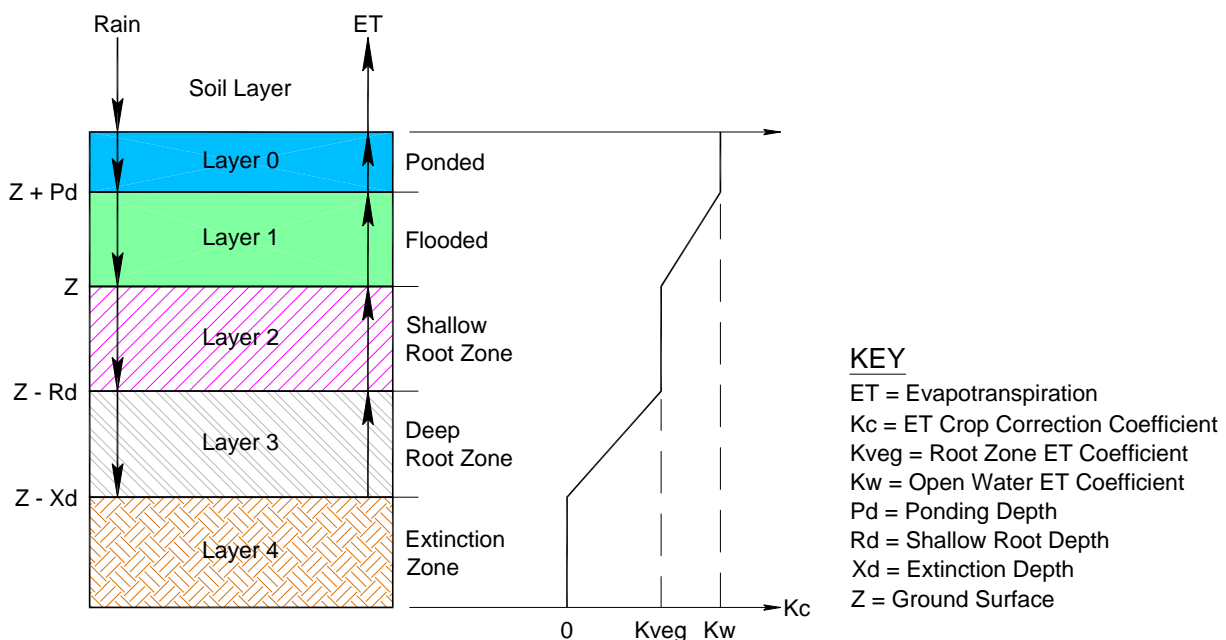 Rain
ET
Soil Layer
Layer 0
Ponded
Z + Pd
Layer 1
Flooded
Z
Layer 2
Shallow
Root Zone
Z - Rd
Layer 3
Deep
Root Zone
Z - Xd
Layer 4
Extinction
Zone
0
Kveg
Kw
Kc
KEY
ET = Evapotranspiration
Kc = ET Crop Correction Coefficient
Kveg = Root Zone ET Coefficient
Kw = Open Water ET Coefficient
Pd = Ponding Depth
Rd = Shallow Root Depth
Xd = Extinction Depth
Z = Ground Surface